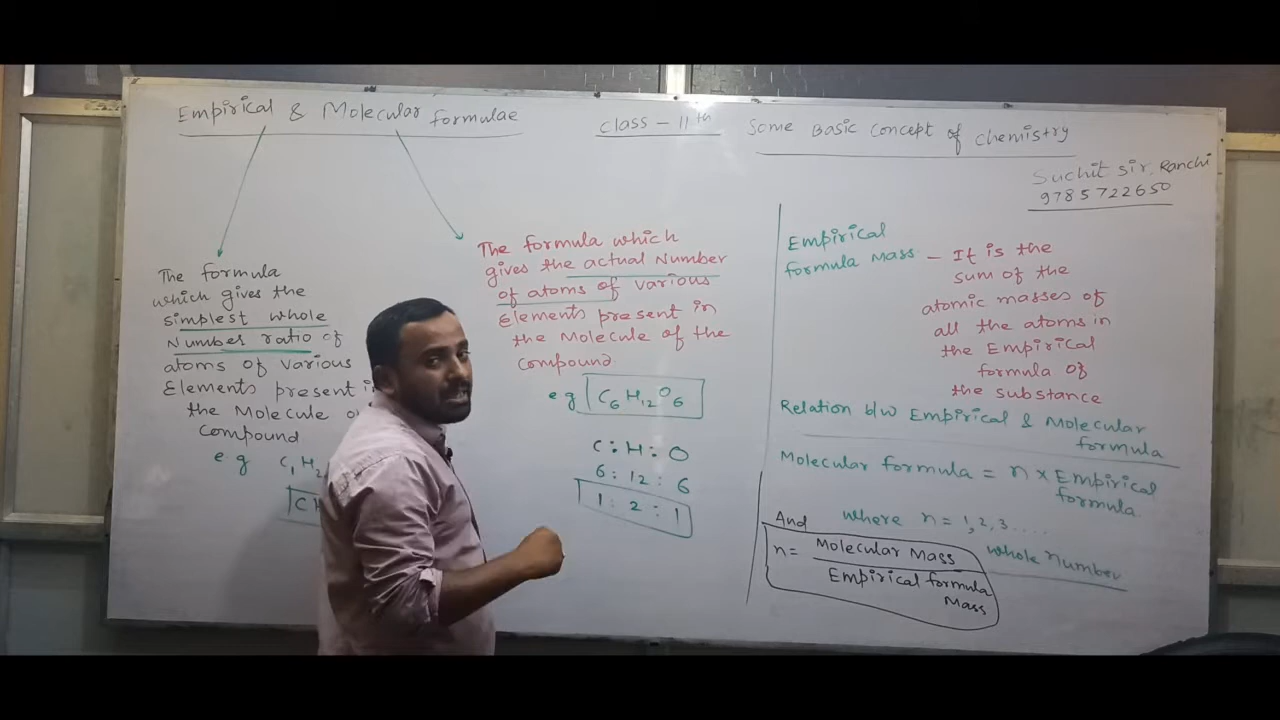 Empirical & Molecular formulae
class - 11th
Some Basic concept of chemistry
Suchit sir, Ranchi
9785722650
The formula
which gives the
simplest whole
Number ratio of
atoms of various
Elements present
the Molecule
compound
e.g C₁H₂
CH
The formula which
gives the actual Number
of atoms of various
Elements present in
the Molecule of the
compound
e g C₆H₁₂O₆
C : H : O
6 : 12 : 6
1 : 2 : 1
Empirical
formula Mass - It is the
sum of the
atomic masses of
all the atoms in
the Empirical
formula of
the substance
Relation b/w Empirical & Molecular
formula
Molecular formula = n × Empirical
formula
where n = 1, 2, 3 ....
whole number
And
n = Molecular Mass
Empirical formula
Mass